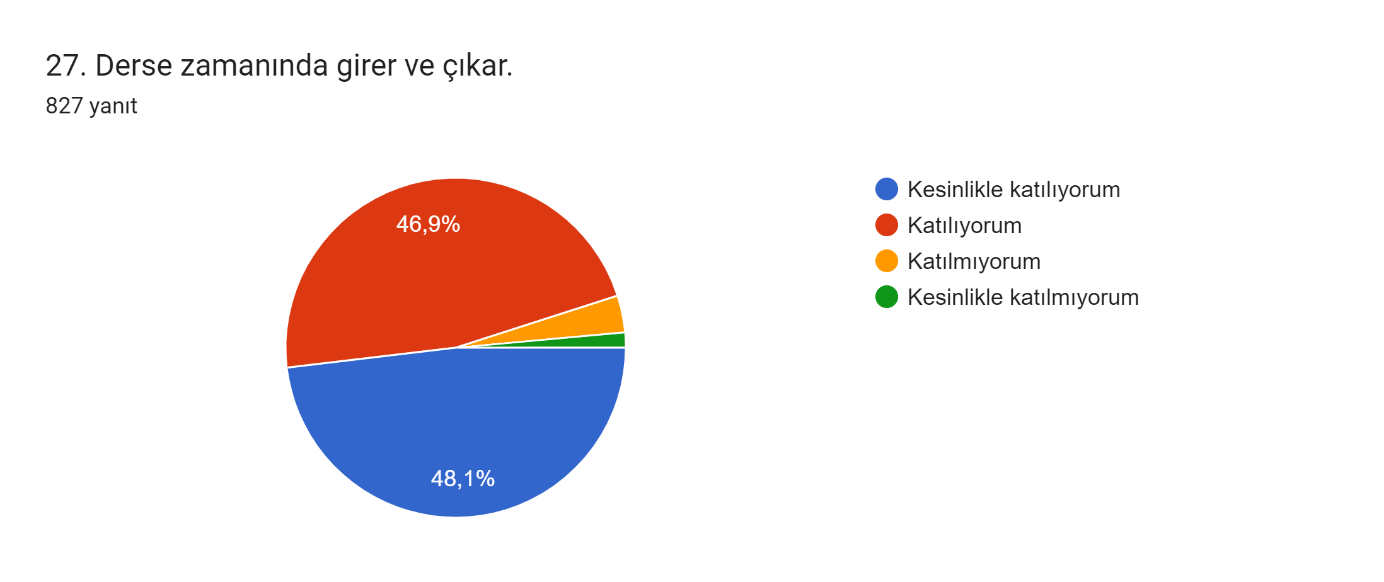 27. Derse zamanında girer ve çıkar.
827 yanıt
46,9%
48,1%
Kesinlikle katılıyorum
Katılıyorum
Katılmıyorum
Kesinlikle katılmıyorum